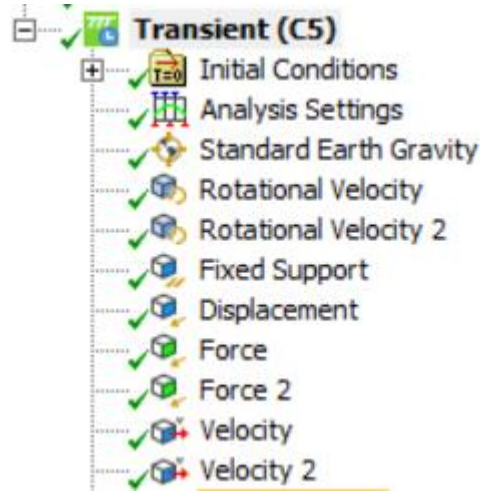 Transient (C5)
Initial Conditions
Analysis Settings
Standard Earth Gravity
Rotational Velocity
Rotational Velocity 2
Fixed Support
Displacement
Force
Force 2
Velocity
Velocity 2